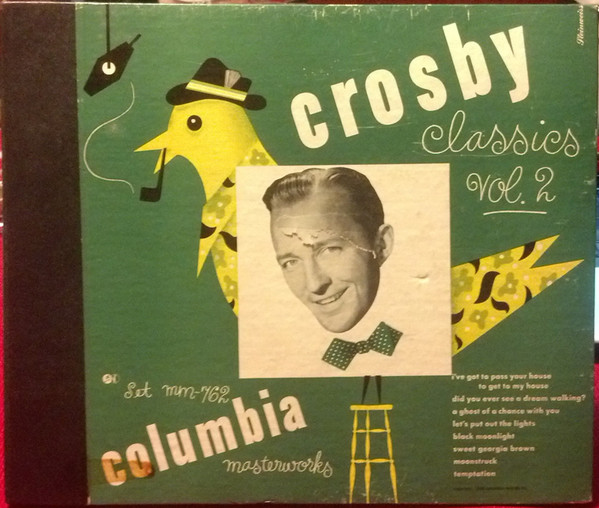 Steinweiss
crosby
classics
vol. 2
i've got to pass your house
to get to my house
did you ever see a dream walking?
a ghost of a chance with you
let's put out the lights
black moonlight
sweet georgia brown
moonstruck
temptation
Set mm-762
columbia
masterworks